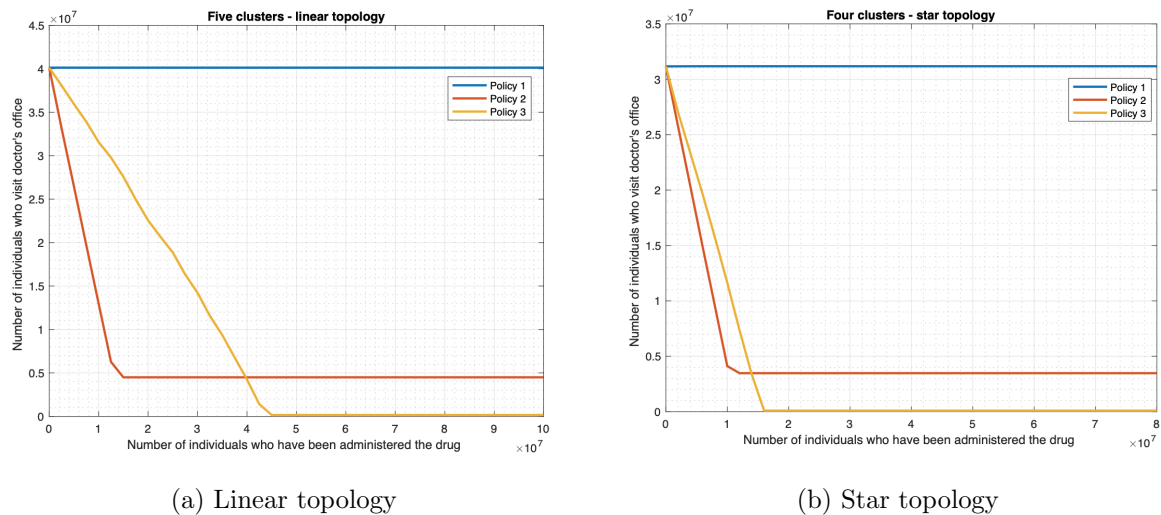 Five clusters - linear topology
×10⁷
4.5
4
3.5
3
2.5
2
1.5
1
0.5
0
Number of individuals who visit doctor's office
Policy 1
Policy 2
Policy 3
0 1 2 3 4 5 6 7 8 9 10
Number of individuals who have been administered the drug
×10⁷
(a) Linear topology
Four clusters - star topology
×10⁷
3.5
3
2.5
2
1.5
1
0.5
0
Number of individuals who visit doctor's office
Policy 1
Policy 2
Policy 3
0 1 2 3 4 5 6 7 8
Number of individuals who have been administered the drug
×10⁷
(b) Star topology